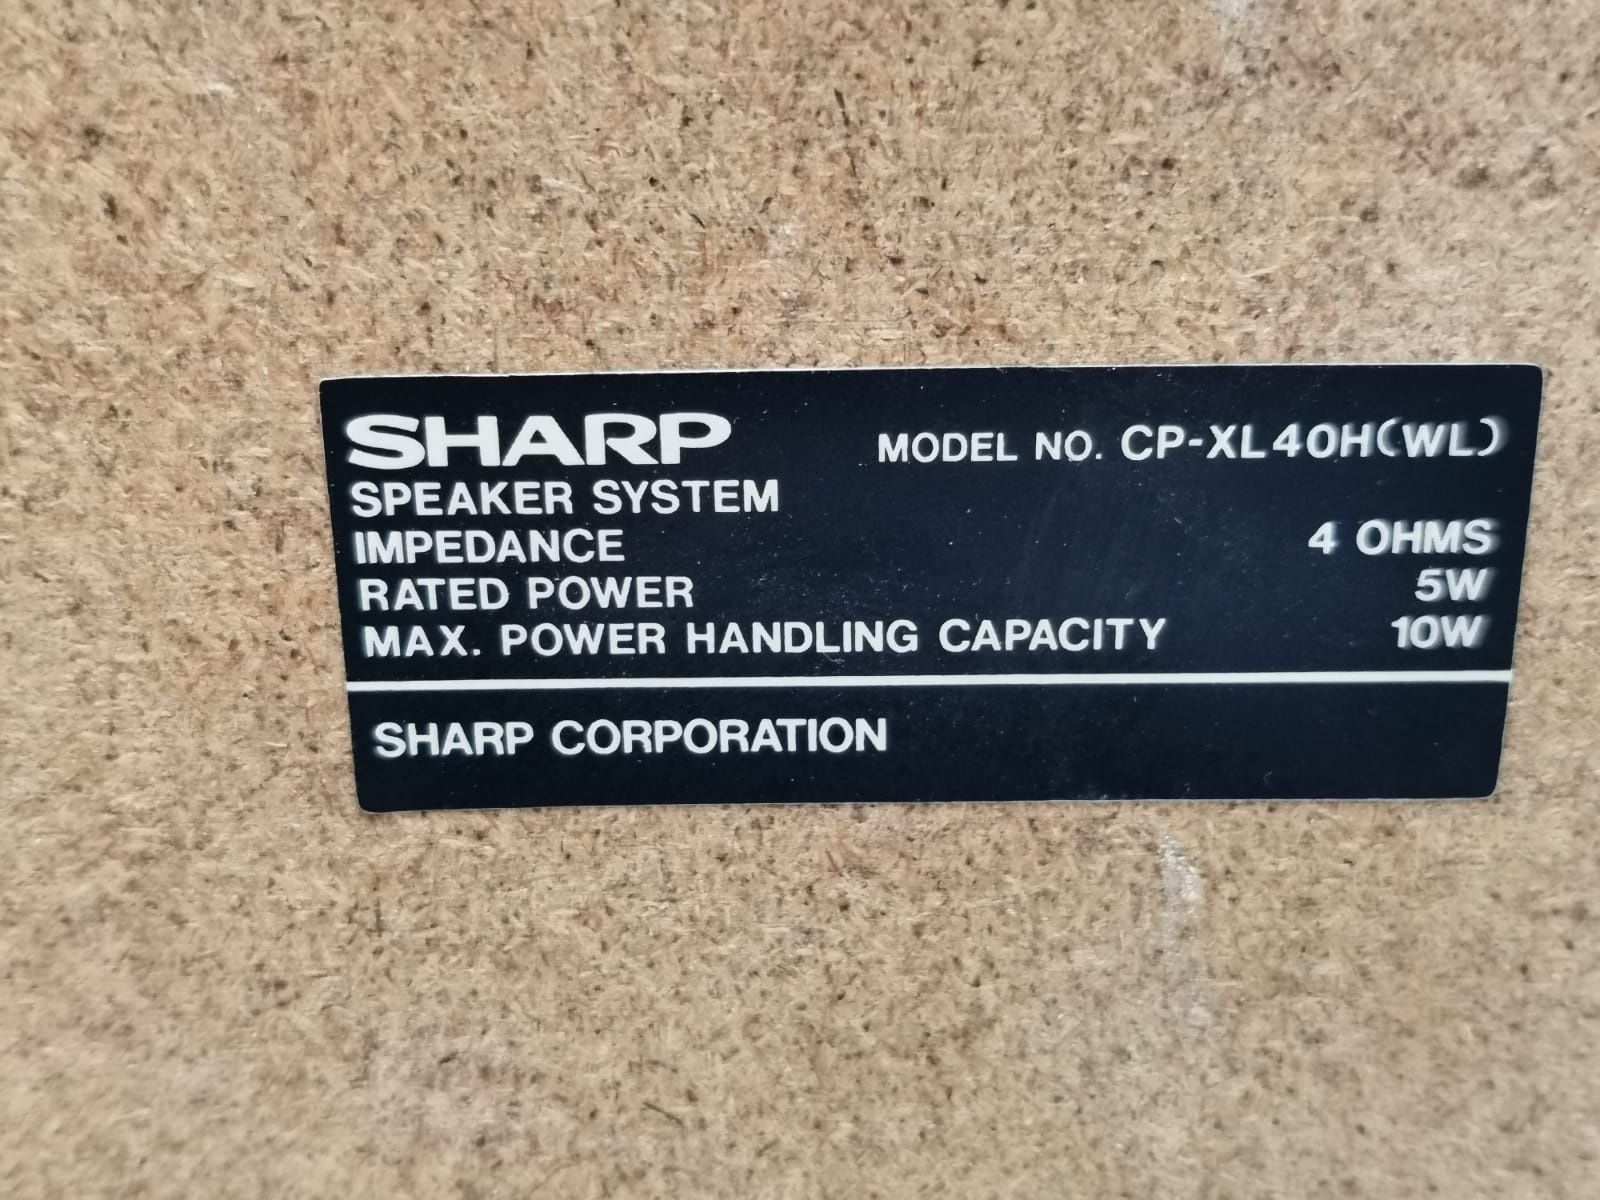 SHARP MODEL NO. CP-XL40H(WL)
SPEAKER SYSTEM
IMPEDANCE 4 OHMS
RATED POWER 5W
MAX. POWER HANDLING CAPACITY 10W
SHARP CORPORATION